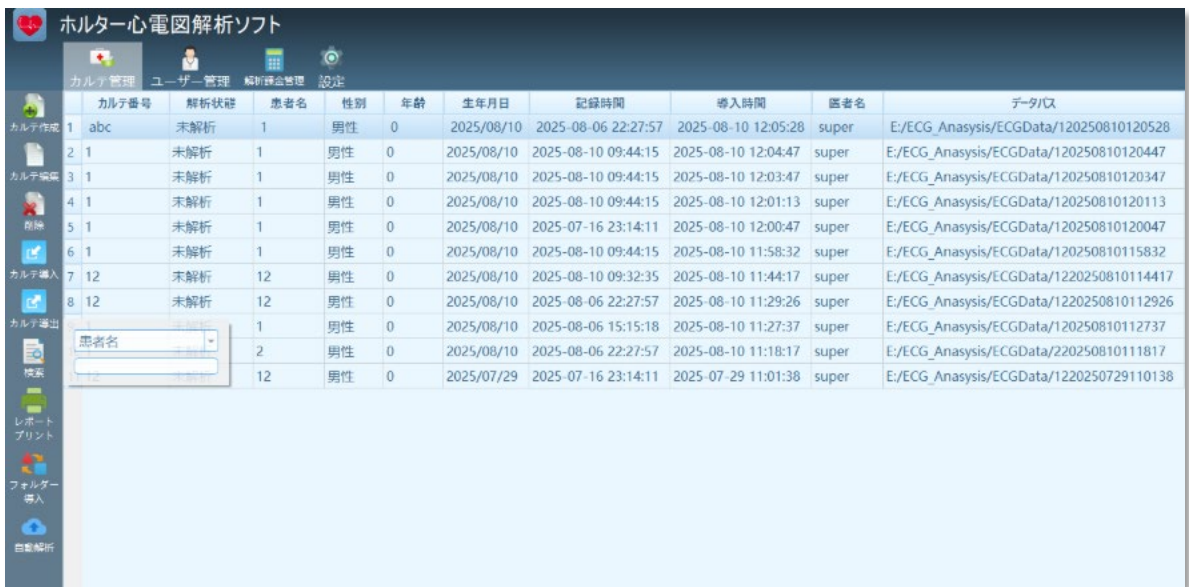 ホルター心電図解析ソフト
カルテ管理 ユーザー管理 解析課金管理 設定
カルテ番号 解析状態 患者名 性別 年齢 生年月日 記録時間 導入時間 医者名 データパス
カルテ作成
1 abc 未解析 1 男性 0 2025/08/10 2025-08-06 22:27:57 2025-08-10 12:05:28 super E:/ECG_Anasysis/ECGData/120250810120528
2 1 未解析 1 男性 0 2025/08/10 2025-08-10 09:44:15 2025-08-10 12:04:47 super E:/ECG_Anasysis/ECGData/120250810120447
カルテ編集
3 1 未解析 1 男性 0 2025/08/10 2025-08-10 09:44:15 2025-08-10 12:03:47 super E:/ECG_Anasysis/ECGData/120250810120347
4 1 未解析 1 男性 0 2025/08/10 2025-08-10 09:44:15 2025-08-10 12:01:13 super E:/ECG_Anasysis/ECGData/120250810120113
削除
5 1 未解析 1 男性 0 2025/08/10 2025-07-16 23:14:11 2025-08-10 12:00:47 super E:/ECG_Anasysis/ECGData/120250810120047
6 1 未解析 1 男性 0 2025/08/10 2025-08-10 09:44:15 2025-08-10 11:58:32 super E:/ECG_Anasysis/ECGData/120250810115832
カルテ導入
7 12 未解析 12 男性 0 2025/08/10 2025-08-10 09:32:35 2025-08-10 11:44:17 super E:/ECG_Anasysis/ECGData/1220250810114417
8 12 未解析 12 男性 0 2025/08/10 2025-08-06 22:27:57 2025-08-10 11:29:26 super E:/ECG_Anasysis/ECGData/1220250810112926
カルテ導出
1 男性 0 2025/08/10 2025-08-06 15:15:18 2025-08-10 11:27:37 super E:/ECG_Anasysis/ECGData/120250810112737
患者名
2 男性 0 2025/08/10 2025-08-06 22:27:57 2025-08-10 11:18:17 super E:/ECG_Anasysis/ECGData/220250810111817
検索
12 男性 0 2025/07/29 2025-07-16 23:14:11 2025-07-29 11:01:38 super E:/ECG_Anasysis/ECGData/1220250729110138
レポート
プリント
フォルダー
導入
自動解析